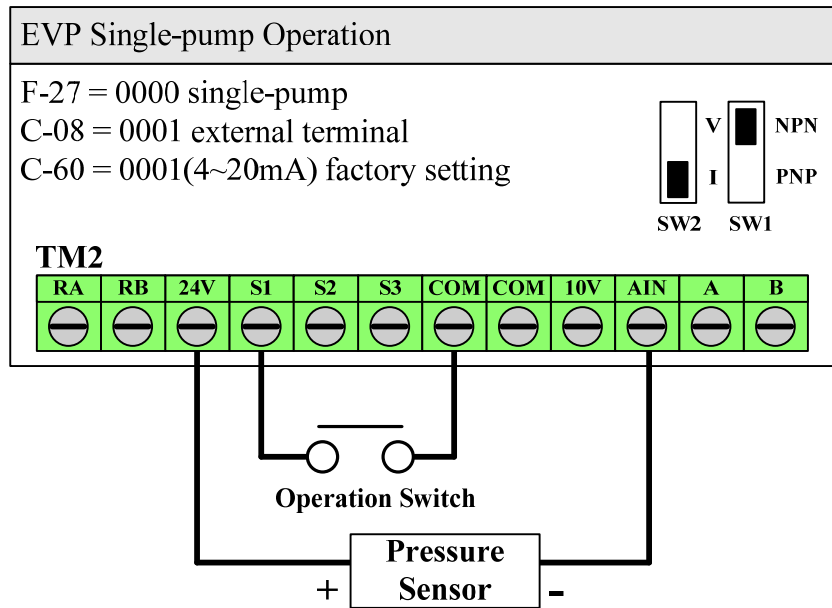 EVP Single-pump Operation
F-27 = 0000 single-pump
C-08 = 0001 external terminal
C-60 = 0001(4~20mA) factory setting
V NPN
I PNP
SW2 SW1
TM2
RA RB 24V S1 S2 S3 COM COM 10V AIN A B
Operation Switch
Pressure
+ Sensor -